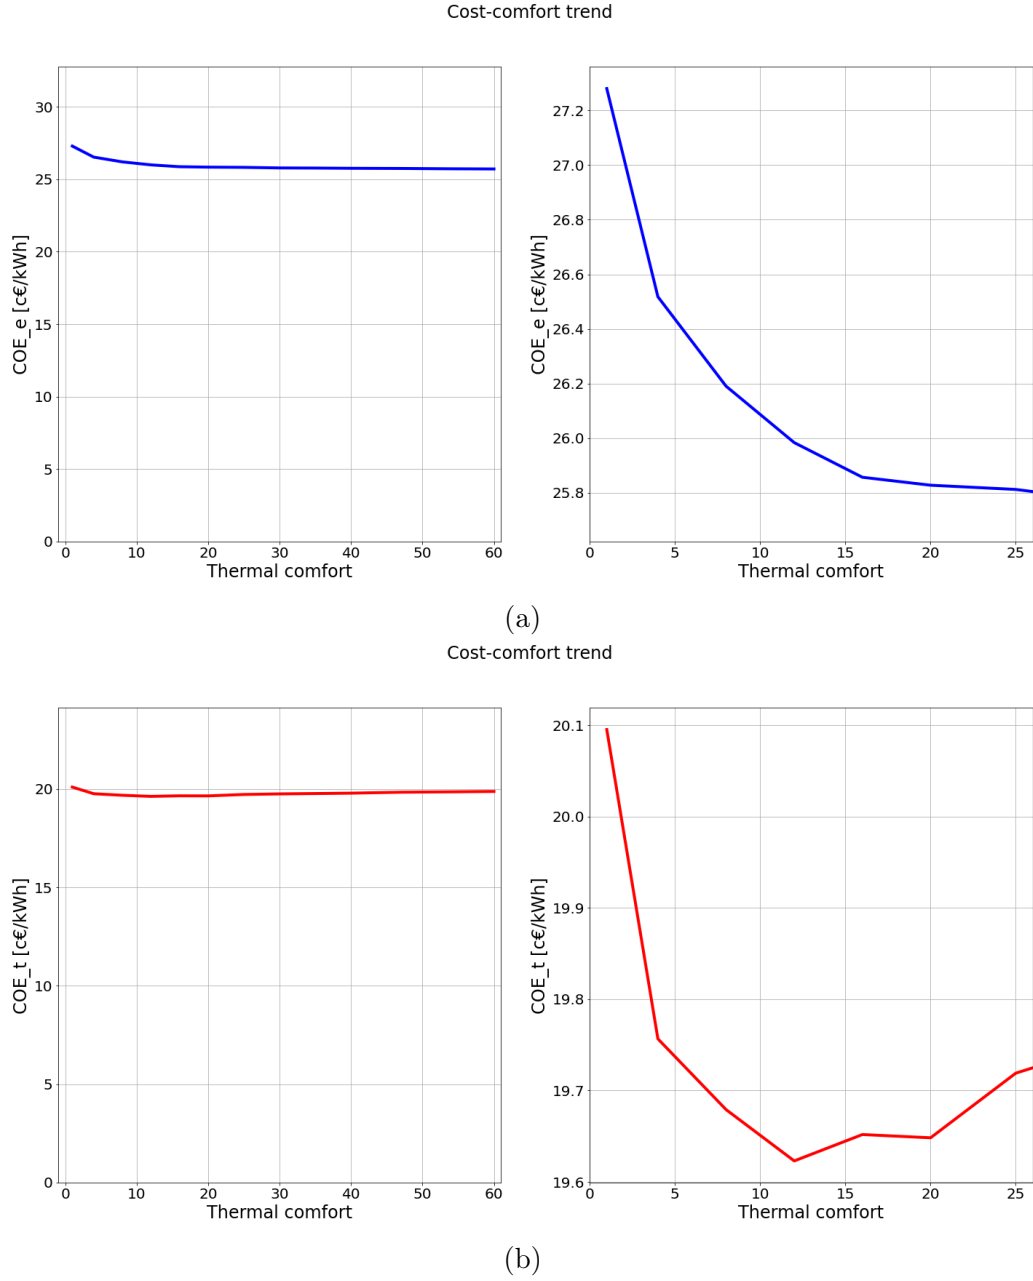 Cost-comfort trend
30
25
20
15
10
5
0
COE_e [c€/kWh]
0 10 20 30 40 50 60
Thermal comfort
27.2
27.0
26.8
26.6
26.4
26.2
26.0
25.8
COE_e [c€/kWh]
0 5 10 15 20 25
Thermal comfort
(a)
Cost-comfort trend
20
15
10
5
0
COE_t [c€/kWh]
0 10 20 30 40 50 60
Thermal comfort
20.1
20.0
19.9
19.8
19.7
19.6
COE_t [c€/kWh]
0 5 10 15 20 25
Thermal comfort
(b)